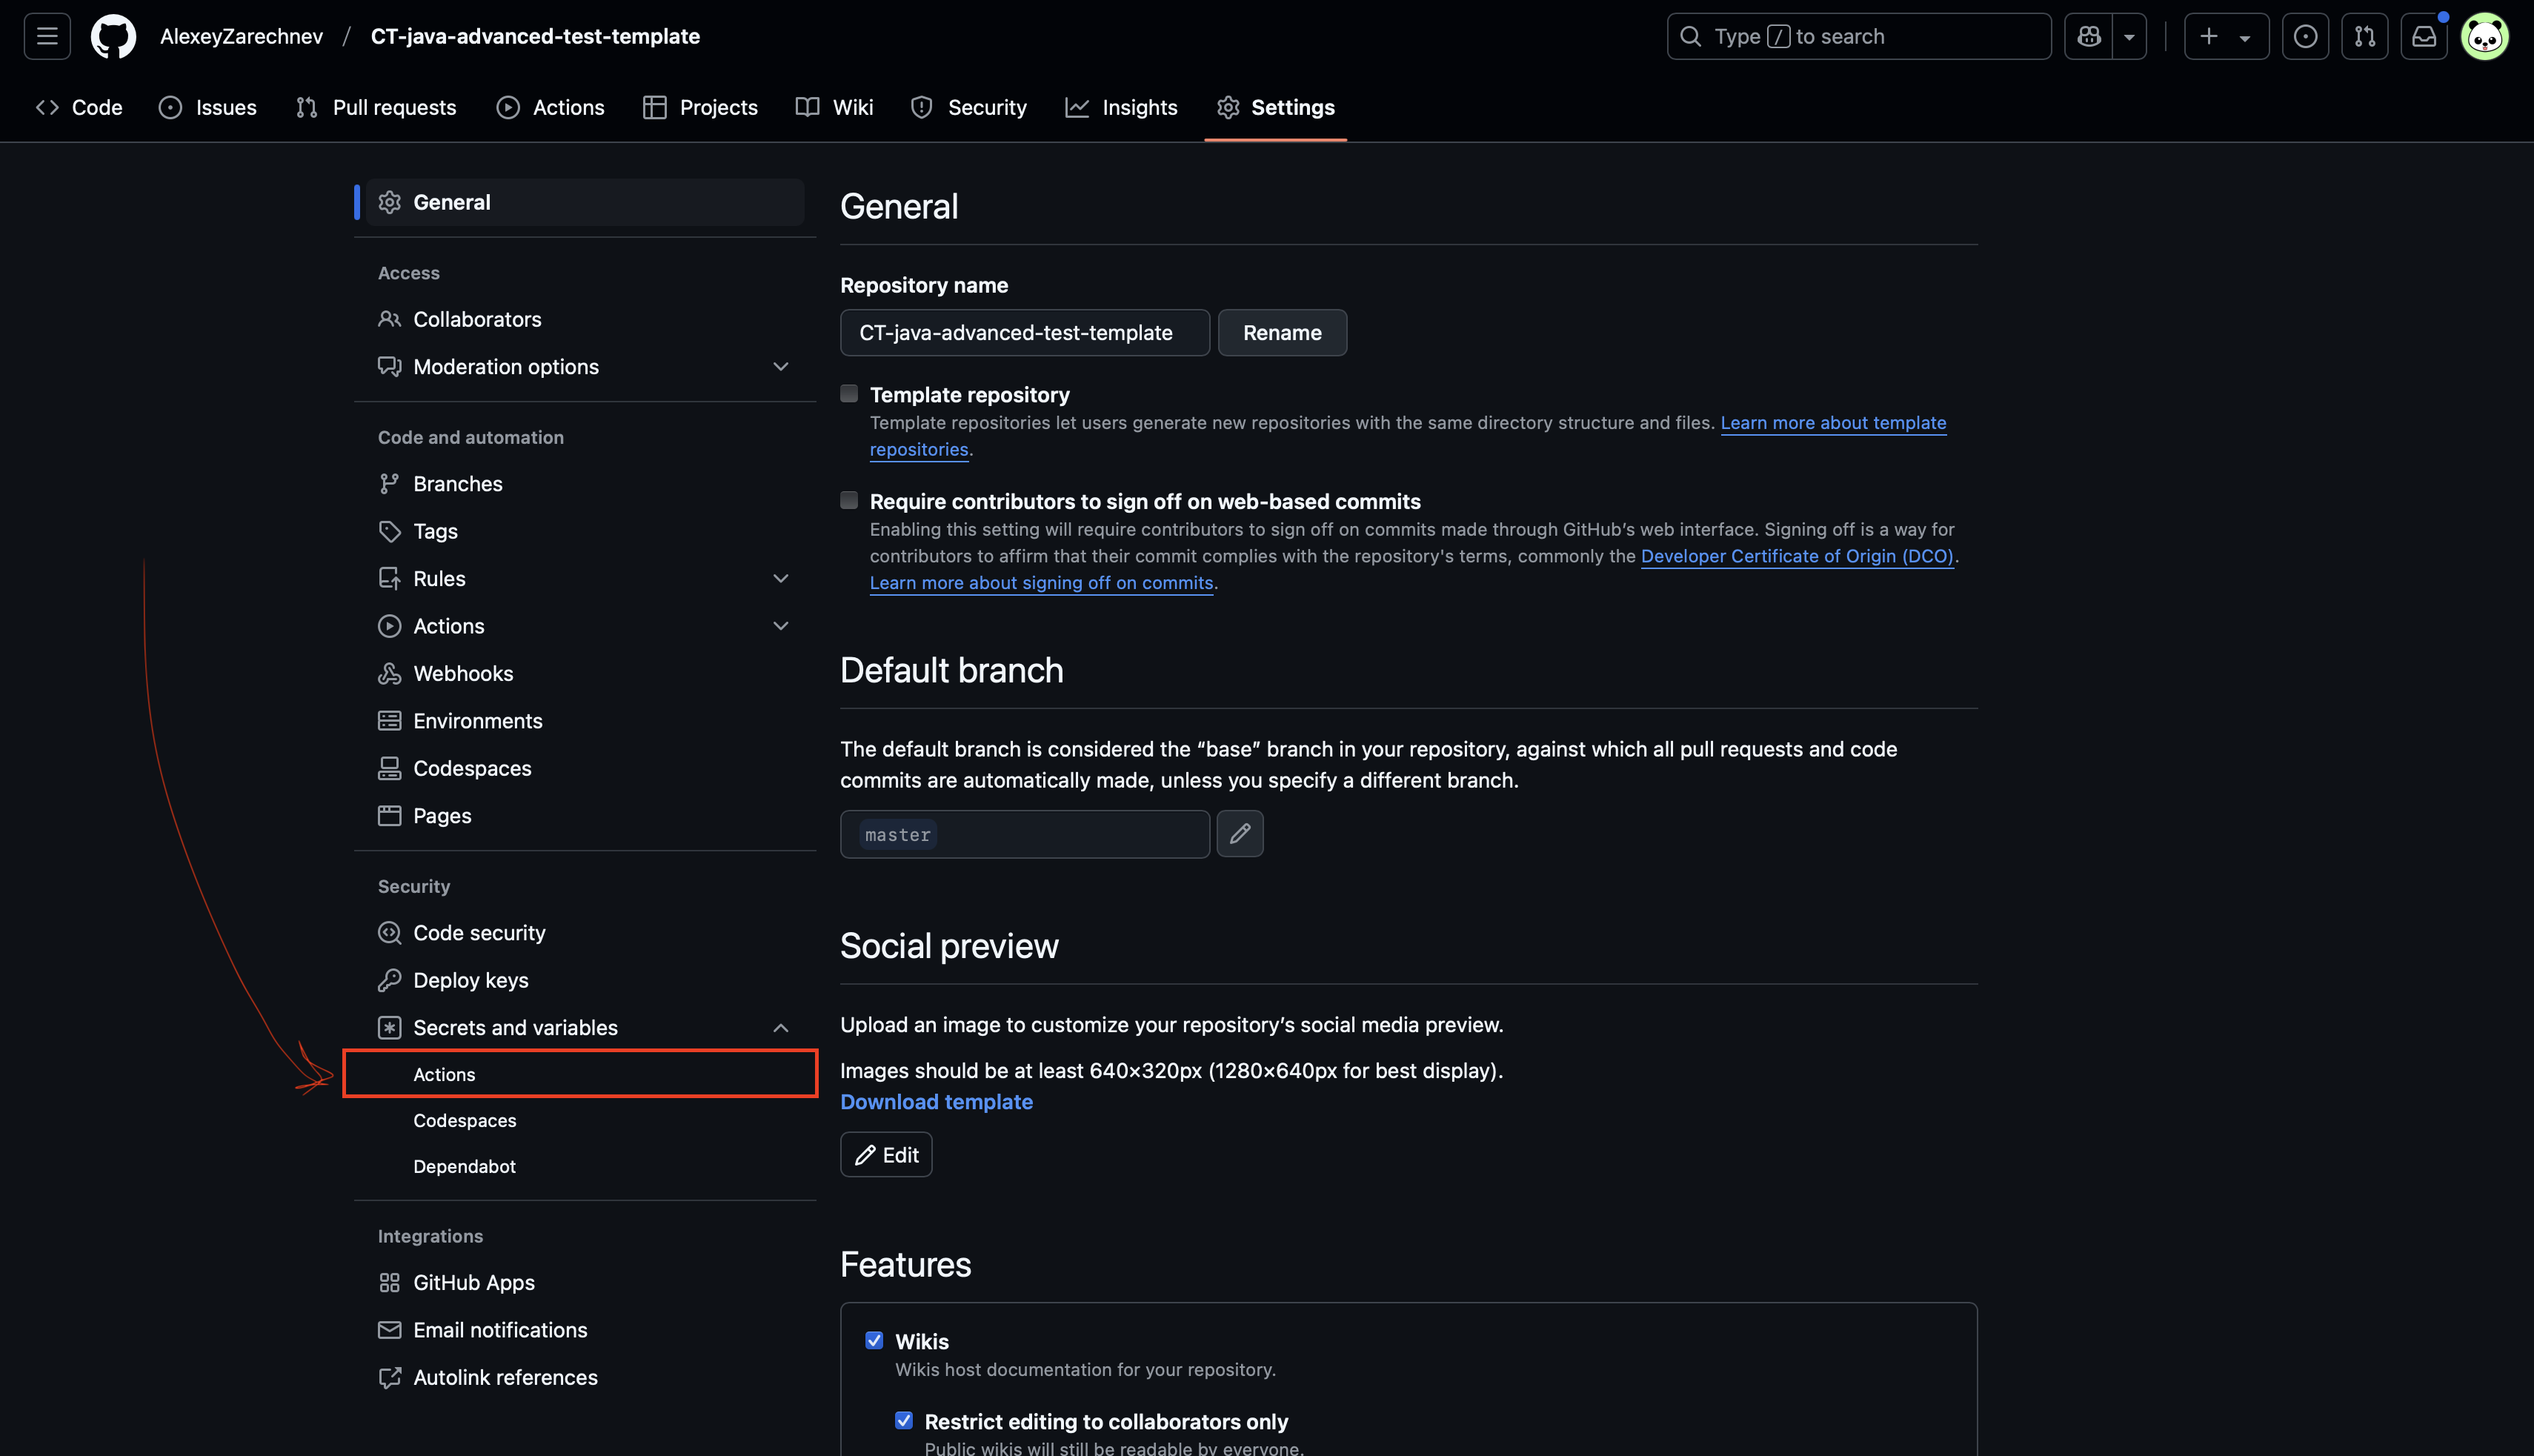 AlexeyZarechnev / CT-java-advanced-test-template
Type / to search
Code
Issues
Pull requests
Actions
Projects
Wiki
Security
Insights
Settings
General
Access
Collaborators
Moderation options
Code and automation
Branches
Tags
Rules
Actions
Webhooks
Environments
Codespaces
Pages
Security
Code security
Deploy keys
Secrets and variables
Actions
Codespaces
Dependabot
Integrations
GitHub Apps
Email notifications
Autolink references
General
Repository name
CT-java-advanced-test-template
Rename
Template repository
Template repositories let users generate new repositories with the same directory structure and files. Learn more about template
repositories.
Require contributors to sign off on web-based commits
Enabling this setting will require contributors to sign off on commits made through GitHub’s web interface. Signing off is a way for
contributors to affirm that their commit complies with the repository's terms, commonly the Developer Certificate of Origin (DCO).
Learn more about signing off on commits.
Default branch
The default branch is considered the “base” branch in your repository, against which all pull requests and code
commits are automatically made, unless you specify a different branch.
master
Social preview
Upload an image to customize your repository’s social media preview.
Images should be at least 640×320px (1280×640px for best display).
Download template
Edit
Features
Wikis
Wikis host documentation for your repository.
Restrict editing to collaborators only
Public wikis will still be readable by everyone.